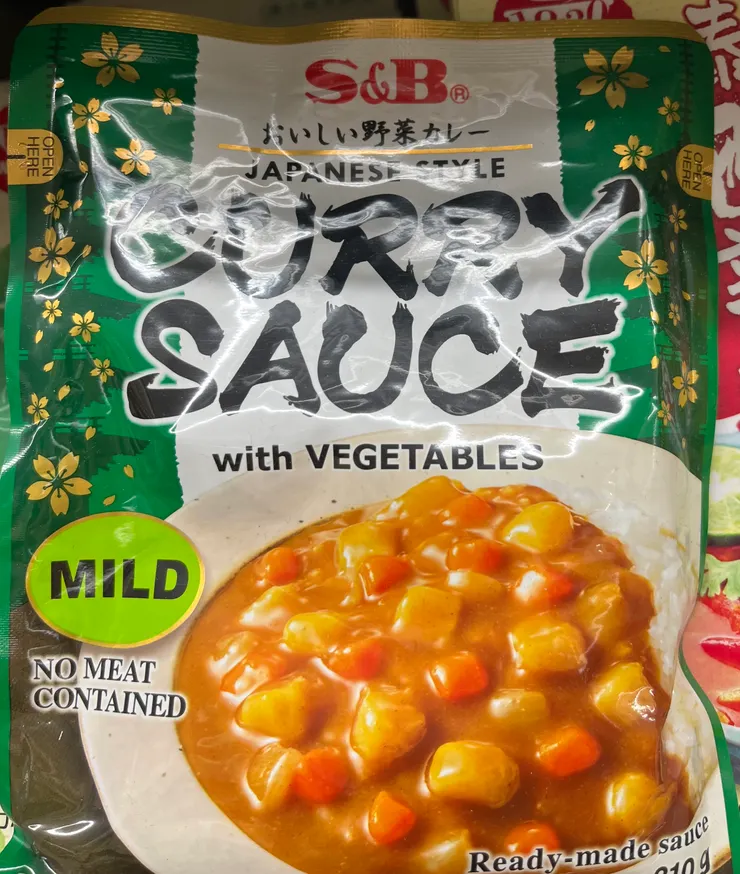 S&B®
おいしい野菜カレー
JAPANESE STYLE
CURRY
SAUCE
with VEGETABLES
OPEN
HERE
OPEN
HERE
MILD
NO MEAT
CONTAINED
Ready-made sauce
210 g